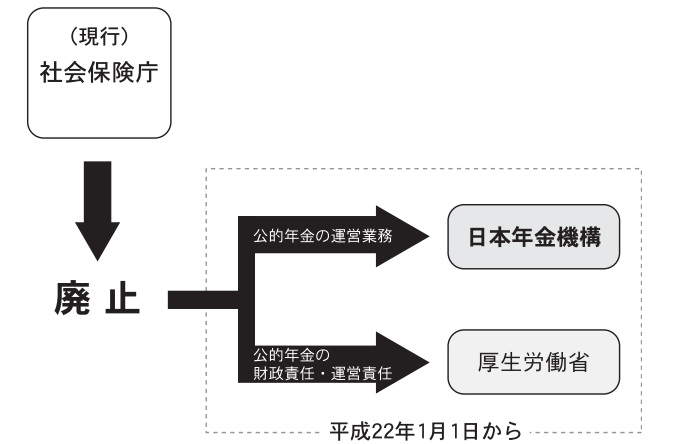 （現行）
社会保険庁
廃止
公的年金の運営業務
日本年金機構
公的年金の
財政責任・運営責任
厚生労働省
平成22年1月1日から